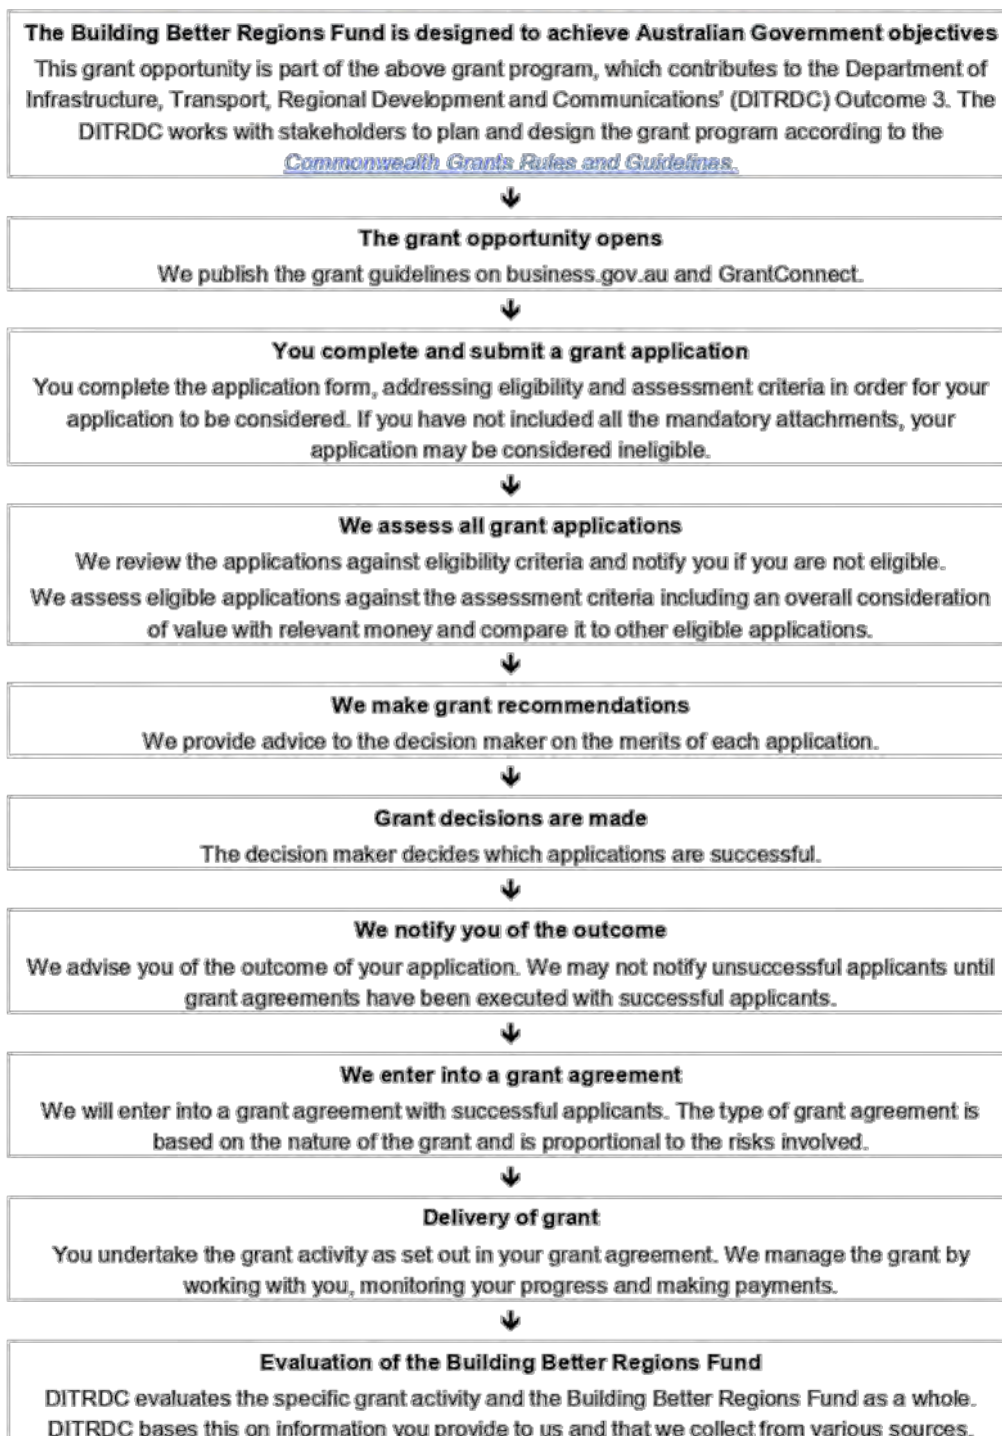 The Building Better Regions Fund is designed to achieve Australian Government objectives
This grant opportunity is part of the above grant program, which contributes to the Department of
Infrastructure, Transport, Regional Development and Communications' (DITRDC) Outcome 3. The
DITRDC works with stakeholders to plan and design the grant program according to the
Commonwealth Grants Rules and Guidelines.
The grant opportunity opens
We publish the grant guidelines on business.gov.au and GrantConnect.
You complete and submit a grant application
You complete the application form, addressing eligibility and assessment criteria in order for your
application to be considered. If you have not included all the mandatory attachments, your
application may be considered ineligible.
We assess all grant applications
We review the applications against eligibility criteria and notify you if you are not eligible.
We assess eligible applications against the assessment criteria including an overall consideration
of value with relevant money and compare it to other eligible applications.
We make grant recommendations
We provide advice to the decision maker on the merits of each application.
Grant decisions are made
The decision maker decides which applications are successful.
We notify you of the outcome
We advise you of the outcome of your application. We may not notify unsuccessful applicants until
grant agreements have been executed with successful applicants.
We enter into a grant agreement
We will enter into a grant agreement with successful applicants. The type of grant agreement is
based on the nature of the grant and is proportional to the risks involved.
Delivery of grant
You undertake the grant activity as set out in your grant agreement. We manage the grant by
working with you, monitoring your progress and making payments.
Evaluation of the Building Better Regions Fund
DITRDC evaluates the specific grant activity and the Building Better Regions Fund as a whole.
DITRDC bases this on information you provide to us and that we collect from various sources.